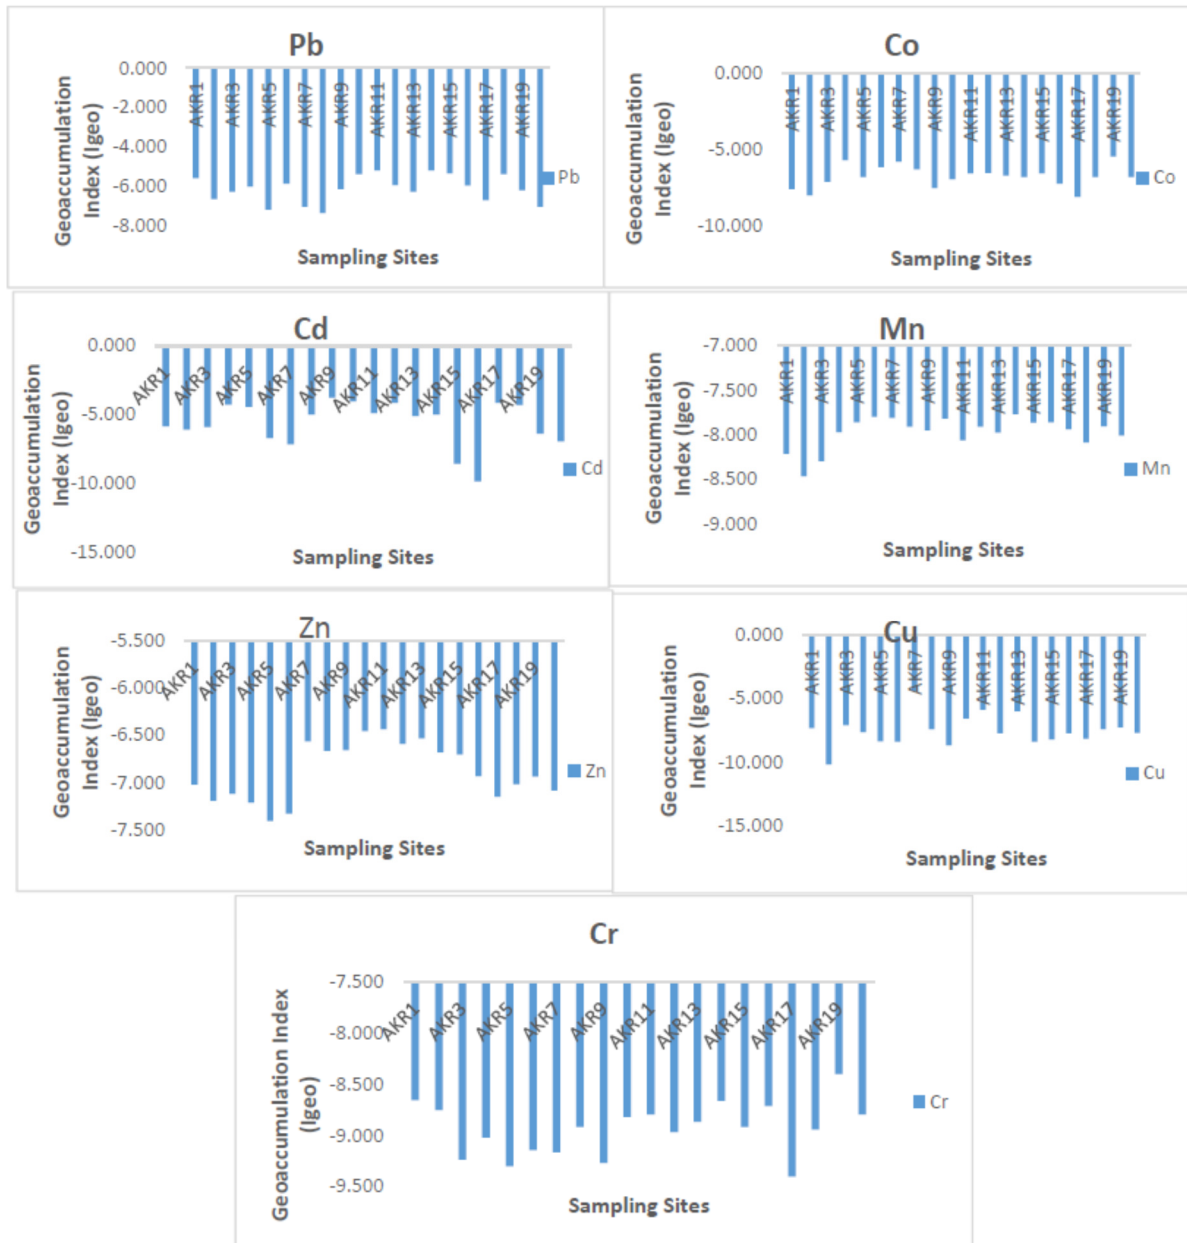 Pb
Geoaccumulation
Index (Igeo)
0.000
-2.000
-4.000
-6.000
-8.000
AKR1
AKR3
AKR5
AKR7
AKR9
AKR11
AKR13
AKR15
AKR17
AKR19
Pb
Sampling Sites
Co
Geoaccumulation
Index (Igeo)
0.000
-5.000
-10.000
AKR1
AKR3
AKR5
AKR7
AKR9
AKR11
AKR13
AKR15
AKR17
AKR19
Co
Sampling Sites
Cd
Geoaccumulation
Index (Igeo)
0.000
-5.000
-10.000
-15.000
AKR1
AKR3
AKR5
AKR7
AKR9
AKR11
AKR13
AKR15
AKR17
AKR19
Cd
Sampling Sites
Mn
Geoaccumulation
Index (Igeo)
-7.000
-7.500
-8.000
-8.500
-9.000
AKR1
AKR3
AKR5
AKR7
AKR9
AKR11
AKR13
AKR15
AKR17
AKR19
Mn
Sampling Sites
Zn
Geoaccumulation
Index (Igeo)
-5.500
-6.000
-6.500
-7.000
-7.500
AKR1
AKR3
AKR5
AKR7
AKR9
AKR11
AKR13
AKR15
AKR17
AKR19
Zn
Sampling Sites
Cu
Geoaccumulation
Index (Igeo)
0.000
-5.000
-10.000
-15.000
AKR1
AKR3
AKR5
AKR7
AKR9
AKR11
AKR13
AKR15
AKR17
AKR19
Cu
Sampling Sites
Cr
Geoaccumulation Index
(Igeo)
-7.500
-8.000
-8.500
-9.000
-9.500
AKR1
AKR3
AKR5
AKR7
AKR9
AKR11
AKR13
AKR15
AKR17
AKR19
Cr
Sampling Sites